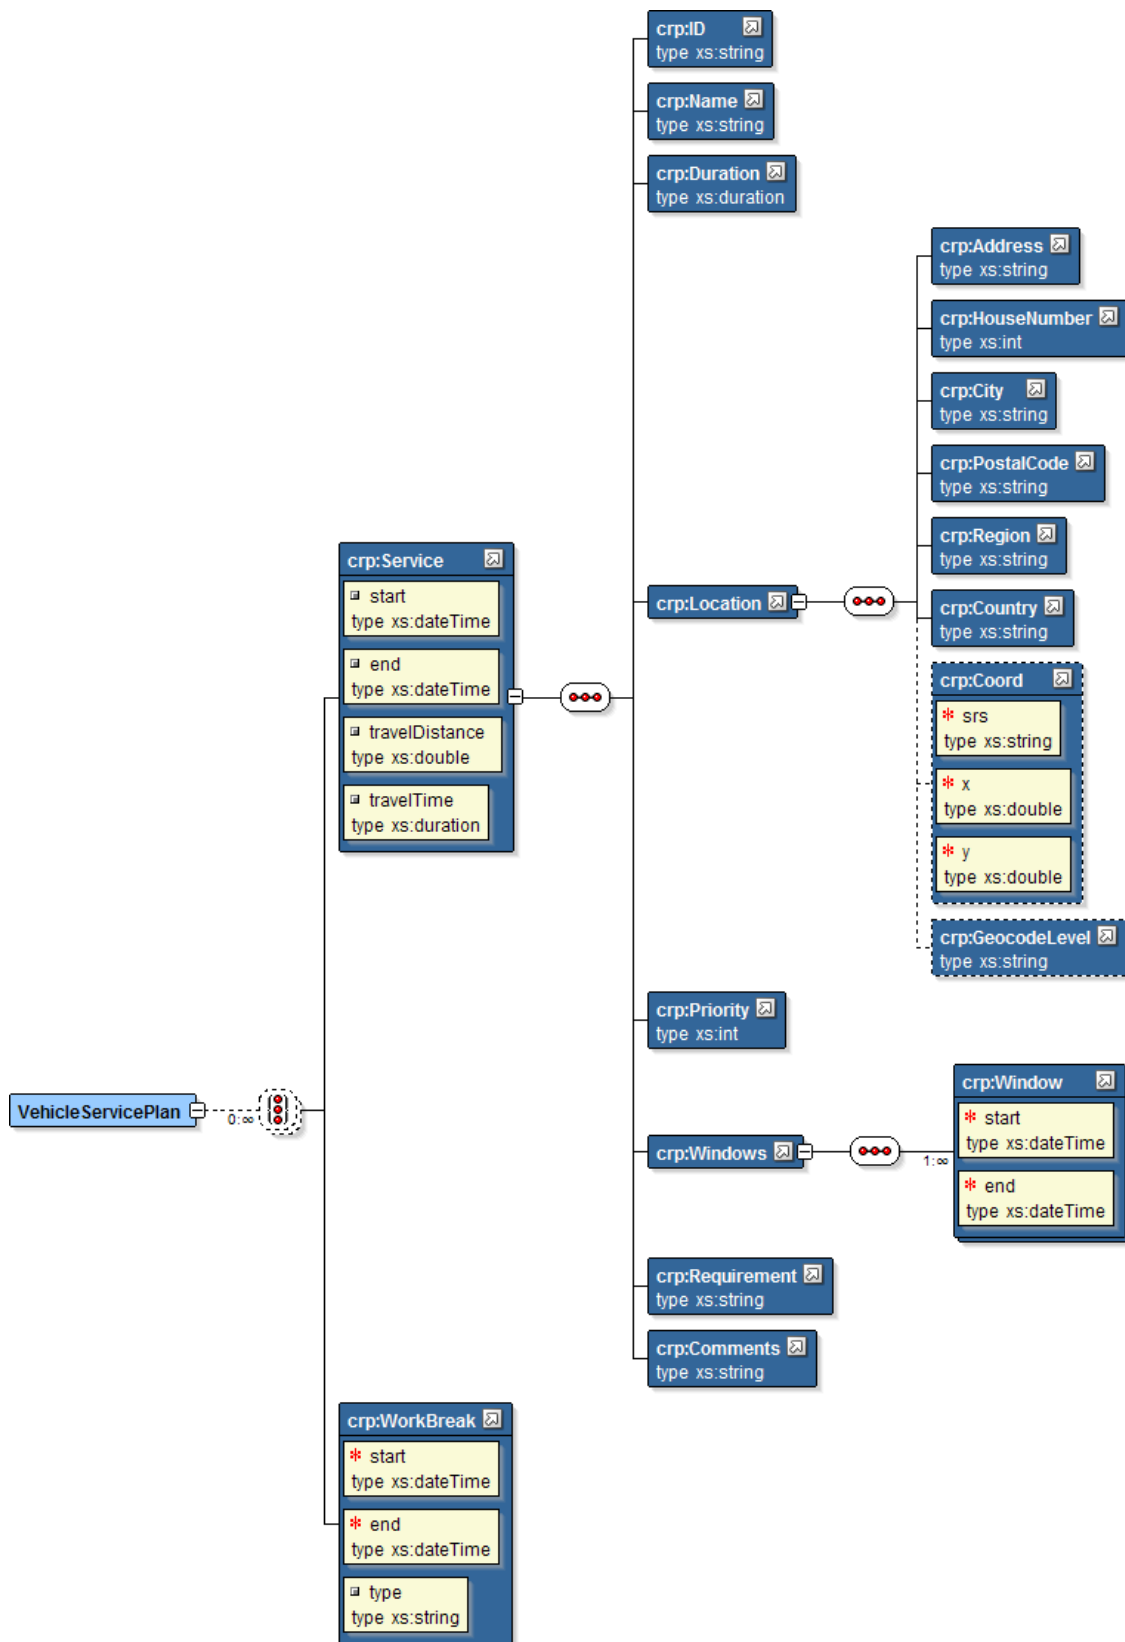 crp:ID
type xs:string
crp:Name
type xs:string
crp:Duration
type xs:duration
crp:Address
type xs:string
crp:HouseNumber
type xs:int
crp:City
type xs:string
crp:PostalCode
type xs:string
crp:Region
type xs:string
crp:Service
start
type xs:dateTime
end
type xs:dateTime
travelDistance
type xs:double
travelTime
type xs:duration
crp:Location
crp:Country
type xs:string
crp:Coord
srs
type xs:string
x
type xs:double
y
type xs:double
crp:GeocodeLevel
type xs:string
crp:Priority
type xs:int
VehicleServicePlan
0:∞
crp:Windows
1:∞
crp:Window
start
type xs:dateTime
end
type xs:dateTime
crp:Requirement
type xs:string
crp:Comments
type xs:string
crp:WorkBreak
start
type xs:dateTime
end
type xs:dateTime
type
type xs:string